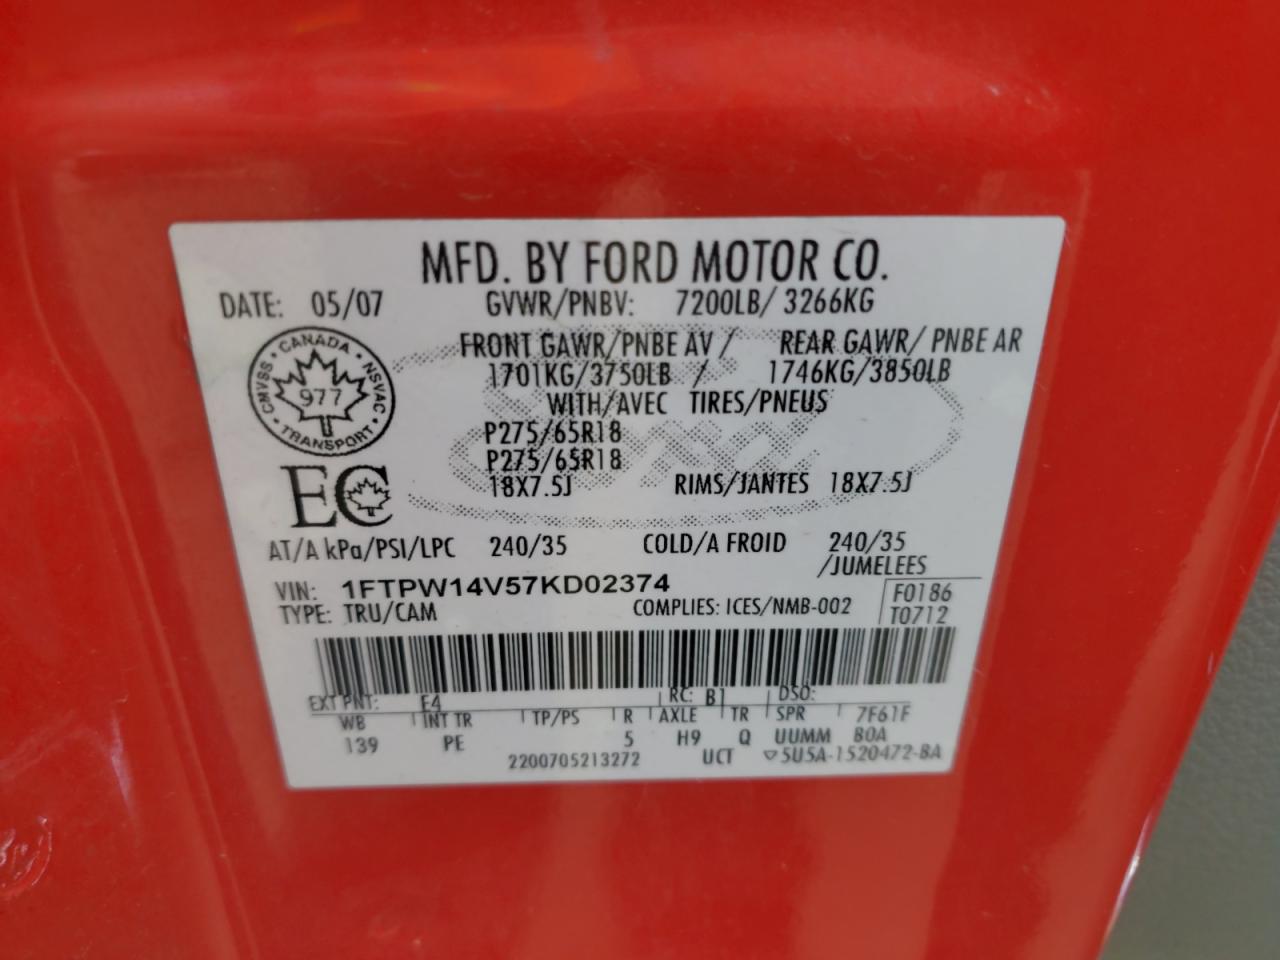 MFD. BY FORD MOTOR CO.
DATE: 05/07 GVWR/PNBV: 7200LB/ 3266KG
FRONT GAWR/PNBE AV / REAR GAWR/ PNBE AR
1701KG/3750LB / 1746KG/3850LB
WITH/AVEC TIRES/PNEUS
P275/65R18
P275/65R18
18X7.5J RIMS/JANTES 18X7.5J
CANADA
CMVSS NSVAC
977
TRANSPORT
EC
AT/A kPa/PSI/LPC 240/35 COLD/A FROID 240/35
/JUMELEES
VIN: 1FTPW14V57KD02374 F0186
TYPE: TRU/CAM COMPLIES: ICES/NMB-002 T0712
EXT PNT: E4 RC: B1 DSO:
WB INT TR TP/PS R AXLE TR SPR 7F61F
139 PE 5 H9 Q UUMM BOA
2200705213272 UCT 5U5A-1520472-BA